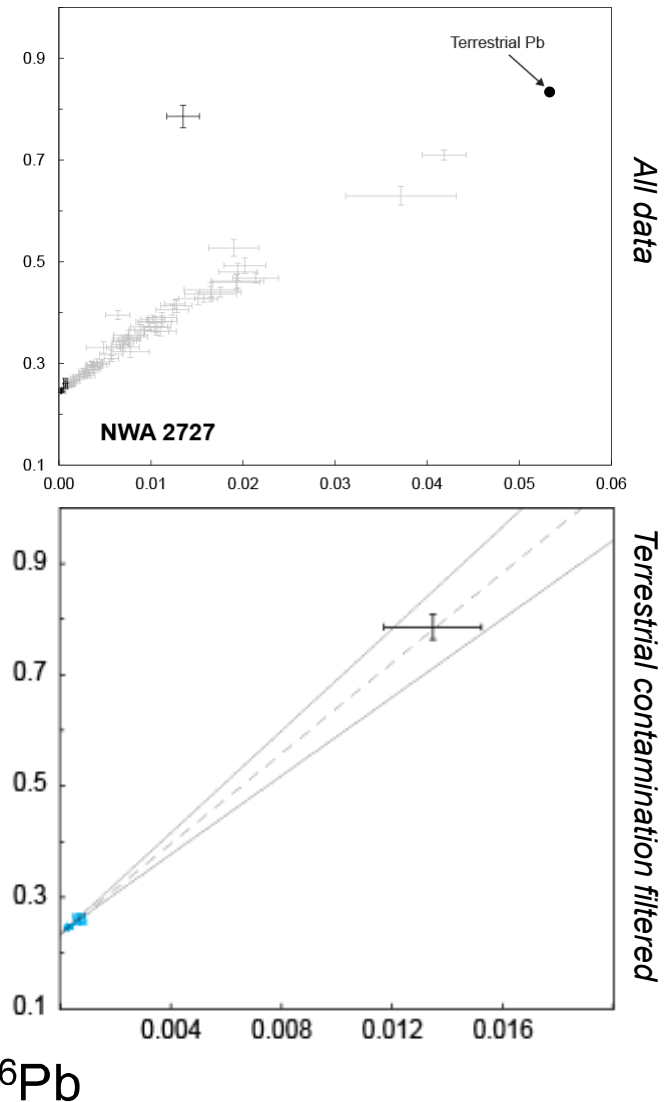 0.9
Terrestrial Pb
0.7
0.5
0.3
NWA 2727
0.1
0.00 0.01 0.02 0.03 0.04 0.05 0.06
All data
0.9
0.7
0.5
0.3
0.1
0.004 0.008 0.012 0.016
Terrestrial contamination filtered
⁶Pb